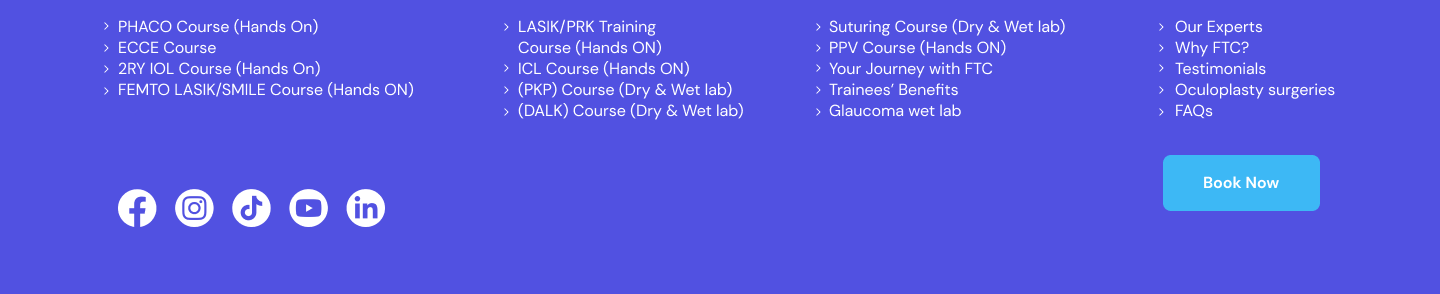 PHACO Course (Hands On)
ECCE Course
2RY IOL Course (Hands On)
FEMTO LASIK/SMILE Course (Hands ON)
LASIK/PRK Training
Course (Hands ON)
ICL Course (Hands ON)
(PKP) Course (Dry & Wet lab)
(DALK) Course (Dry & Wet lab)
Suturing Course (Dry & Wet lab)
PPV Course (Hands ON)
Your Journey with FTC
Trainees’ Benefits
Glaucoma wet lab
Our Experts
Why FTC?
Testimonials
Oculoplasty surgeries
FAQs
Book Now